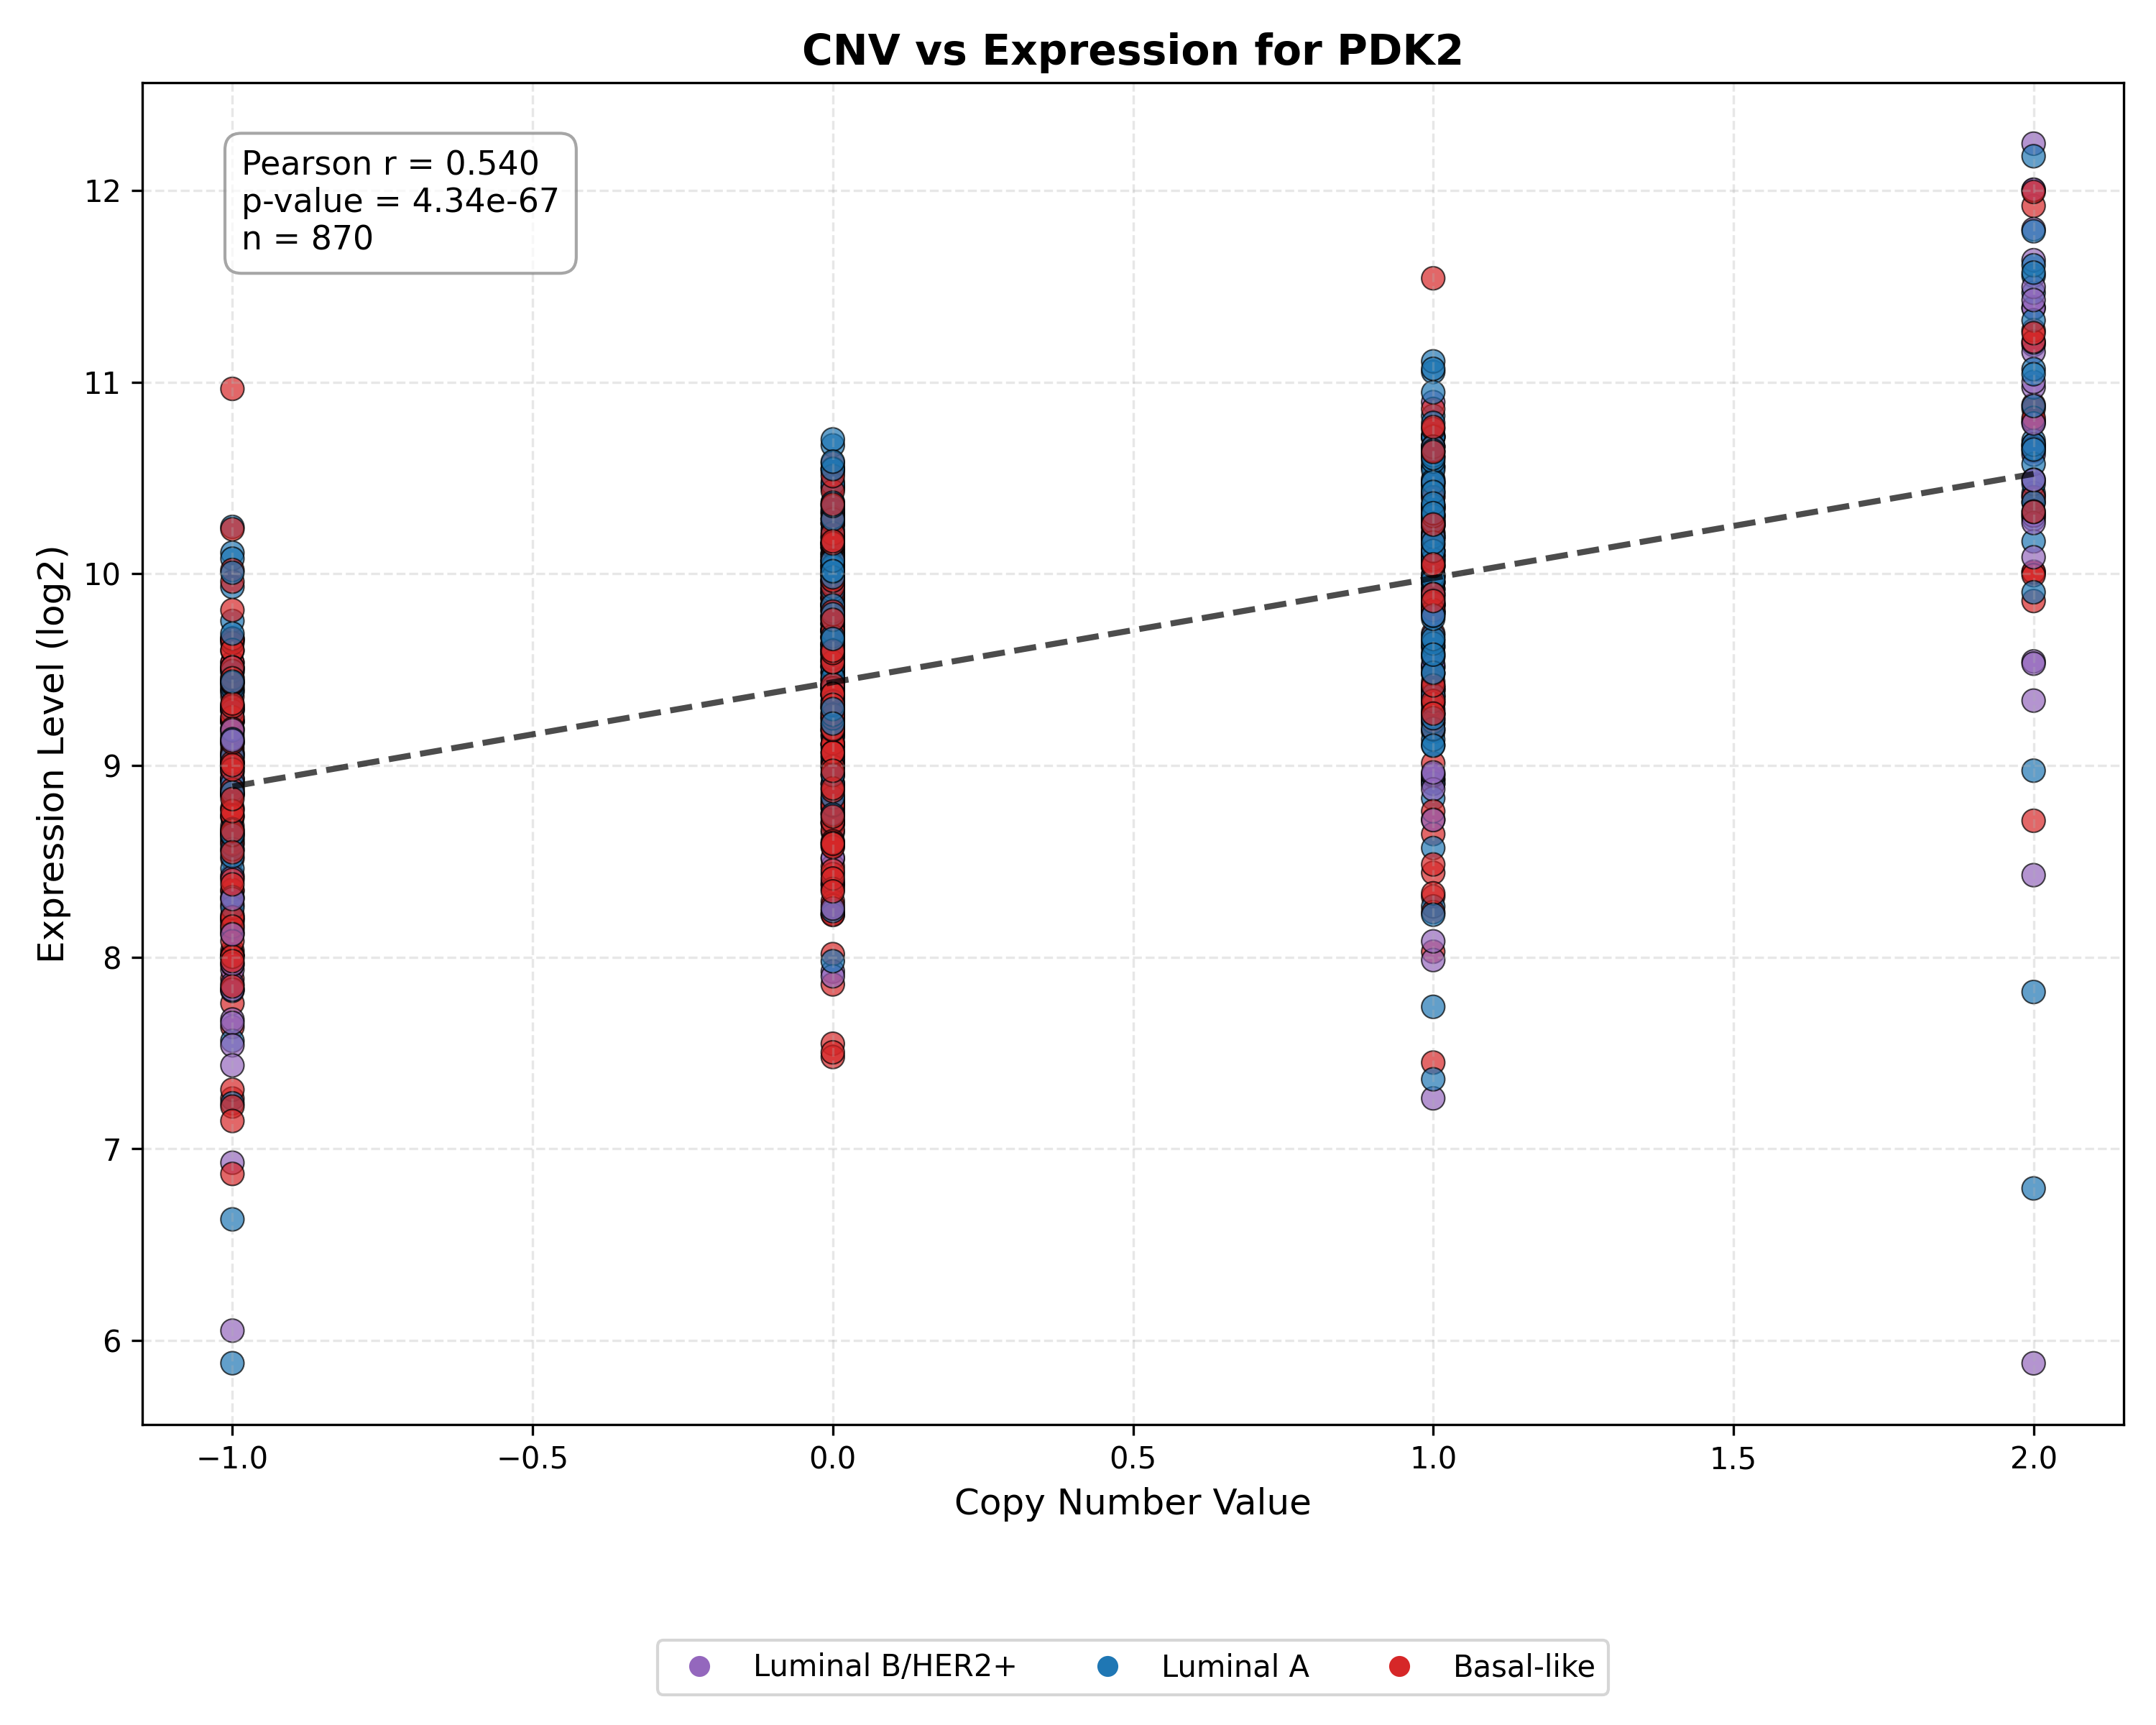 CNV vs Expression for PDK2
Pearson r = 0.540
p-value = 4.34e-67
n = 870
Expression Level (log2)
12
11
10
9
8
7
6
−1.0 −0.5 0.0 0.5 1.0 1.5 2.0
Copy Number Value
Luminal B/HER2+ Luminal A Basal-like